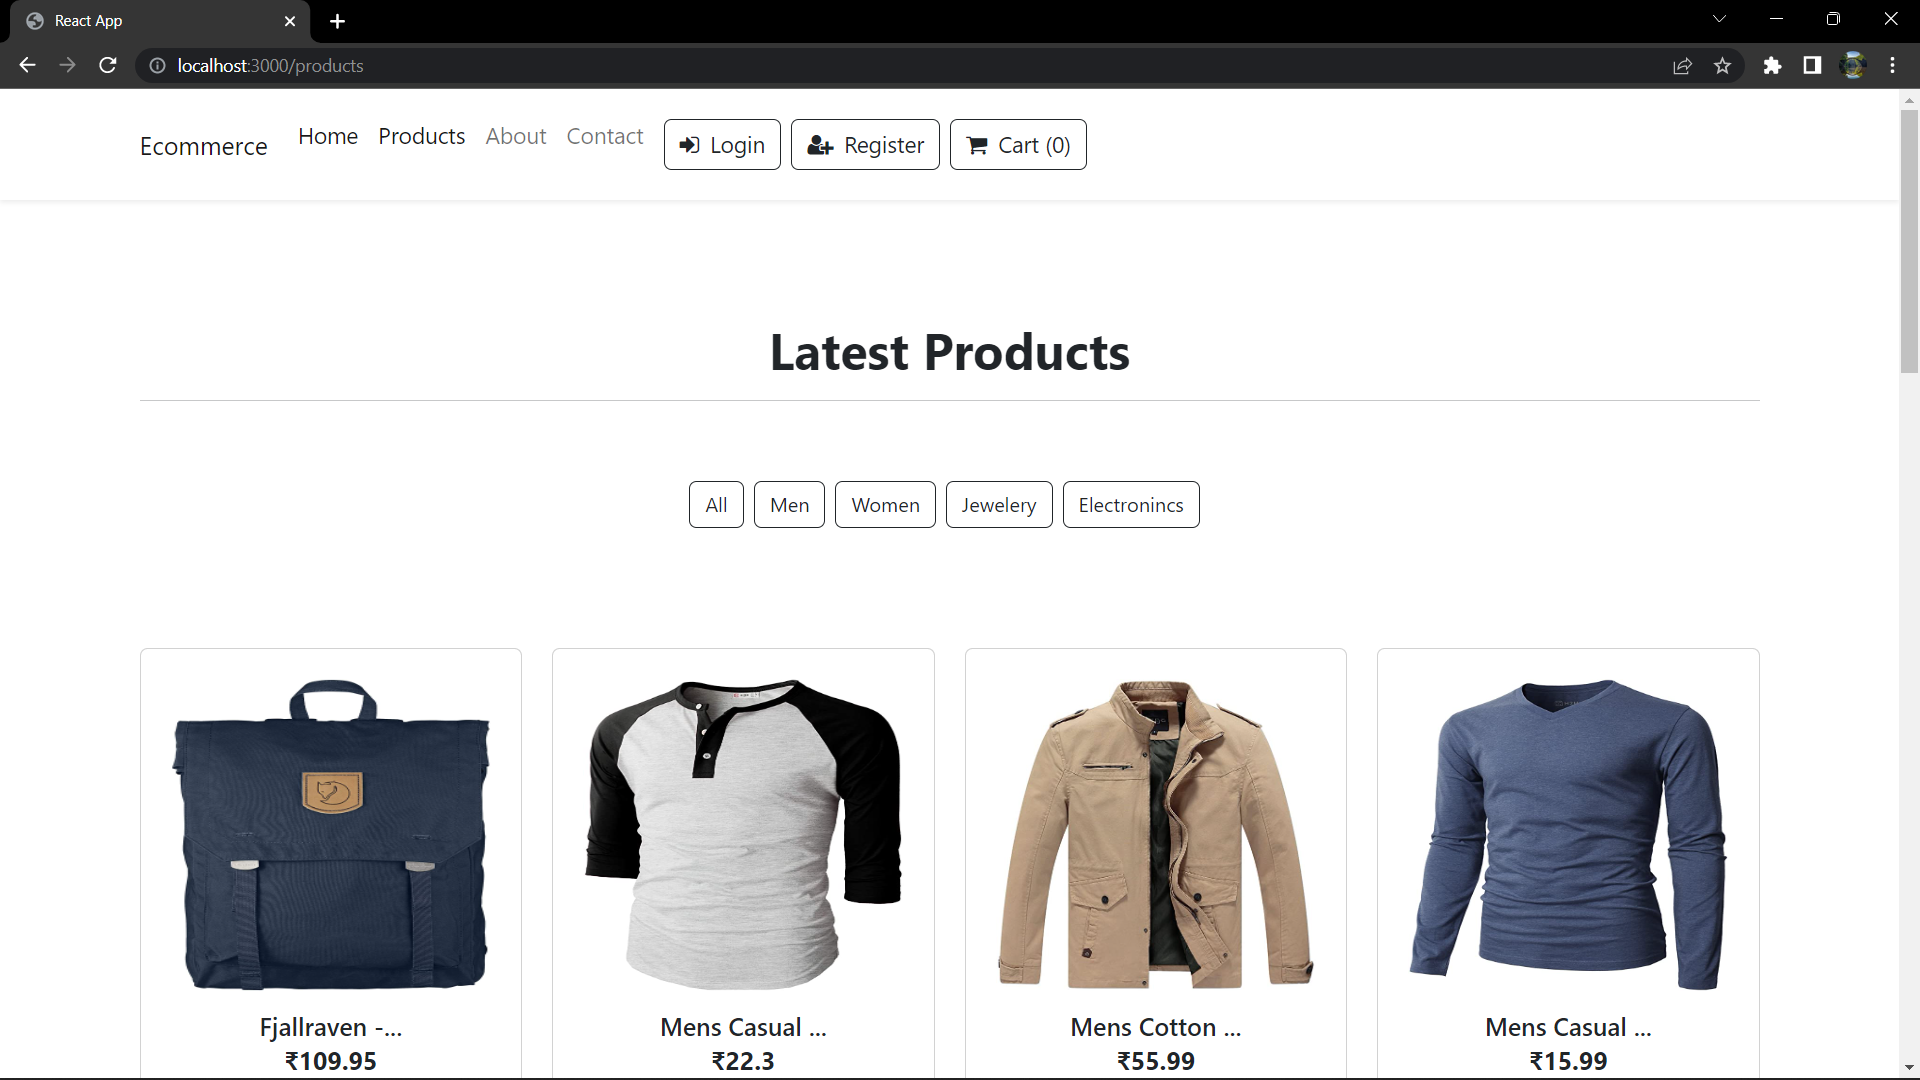 React App
localhost:3000/products
Ecommerce
Home Products About Contact Login Register Cart (0)
Latest Products
All Men Women Jewelery Electronincs
Fjallraven -... Mens Casual ... Mens Cotton ... Mens Casual ...
₹109.95 ₹22.3 ₹55.99 ₹15.99